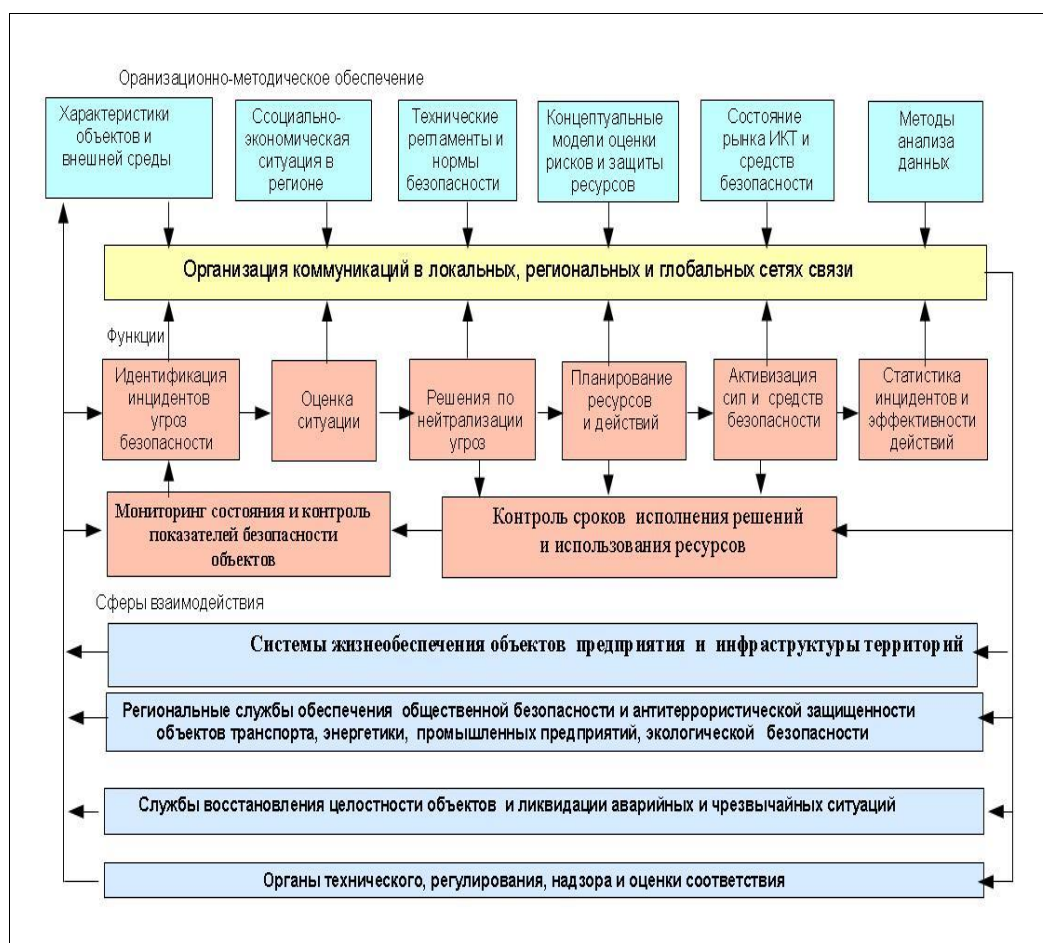 Оранизационно-методическое обеспечение
Характеристики
объектов и
внешней среды
Ссоциально-
экономическая
ситуация в
регионе
Технические
регламенты и
нормы
безопасности
Концептуальные
модели оценки
рисков и защиты
ресурсов
Состояние
рынка ИКТ и
средств
безопасности
Методы
анализа
данных
Организация коммуникаций в локальных, региональных и глобальных сетях связи
Функции
Идентификация
инцидентов
угроз
безопасности
Оценка
ситуации
Решения по
нейтрализации
угроз
Планирование
ресурсов
и действий
Активизация
сил и средств
безопасности
Статистика
инцидентов и
эффективности
действий
Мониторинг состояния и контроль
показателей безопасности
объектов
Контроль сроков исполнения решений
и использования ресурсов
Сферы взаимодействия
Системы жизнеобеспечения объектов предприятия и инфраструктуры территорий
Региональные службы обеспечения общественной безопасности и антитеррористической защищенности
объектов транспорта, энергетики, промышленных предприятий, экологической безопасности
Службы восстановления целостности объектов и ликвидации аварийных и чрезвычайных ситуаций
Органы технического, регулирования, надзора и оценки соответствия